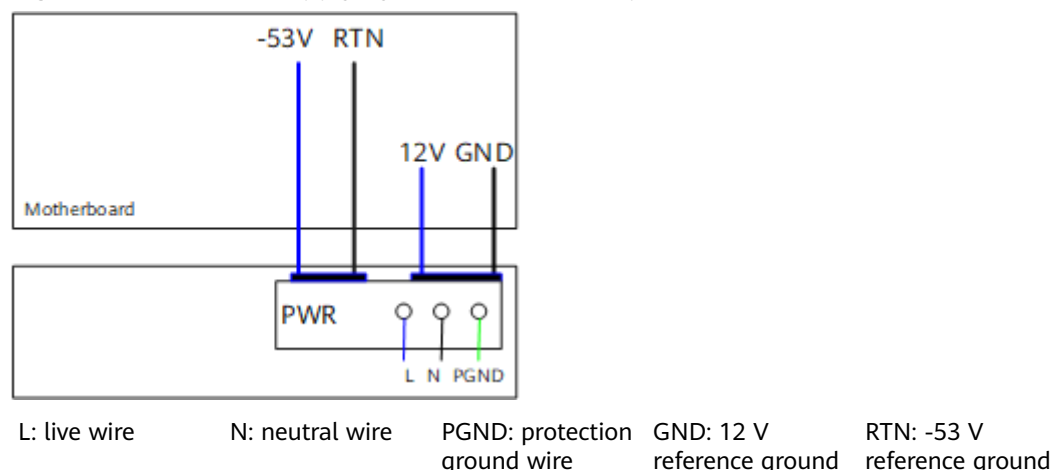 -53V RTN
12V GND
Motherboard
PWR
L N PGND
L: live wire N: neutral wire PGND: protection ground wire GND: 12 V reference ground RTN: -53 V reference ground